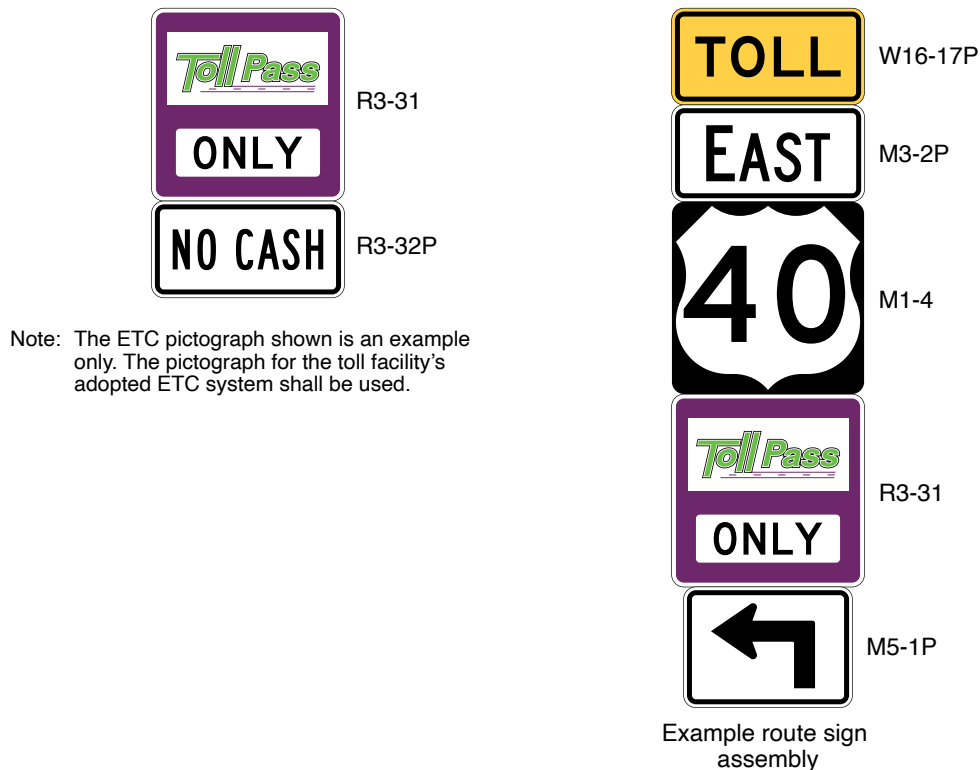 Toll Pass
ONLY
R3-31
NO CASH
R3-32P
Note: The ETC pictograph shown is an example
only. The pictograph for the toll facility’s
adopted ETC system shall be used.
TOLL
W16-17P
EAST
M3-2P
40
M1-4
Toll Pass
ONLY
R3-31
M5-1P
Example route sign
assembly